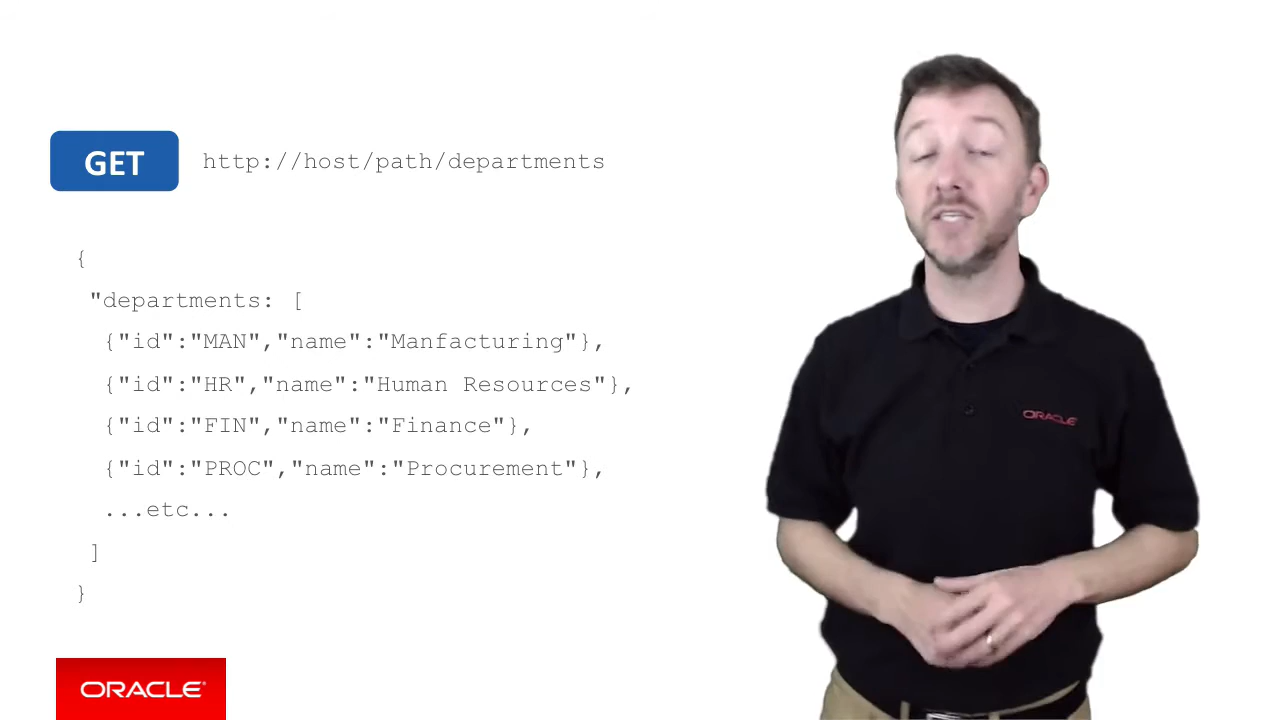 GET http://host/path/departments
{
"departments: [
{"id":"MAN","name":"Manfacturing"},
{"id":"HR","name":"Human Resources"},
{"id":"FIN","name":"Finance"},
{"id":"PROC","name":"Procurement"},
...etc...
]
}
ORACLE
ORACLE®